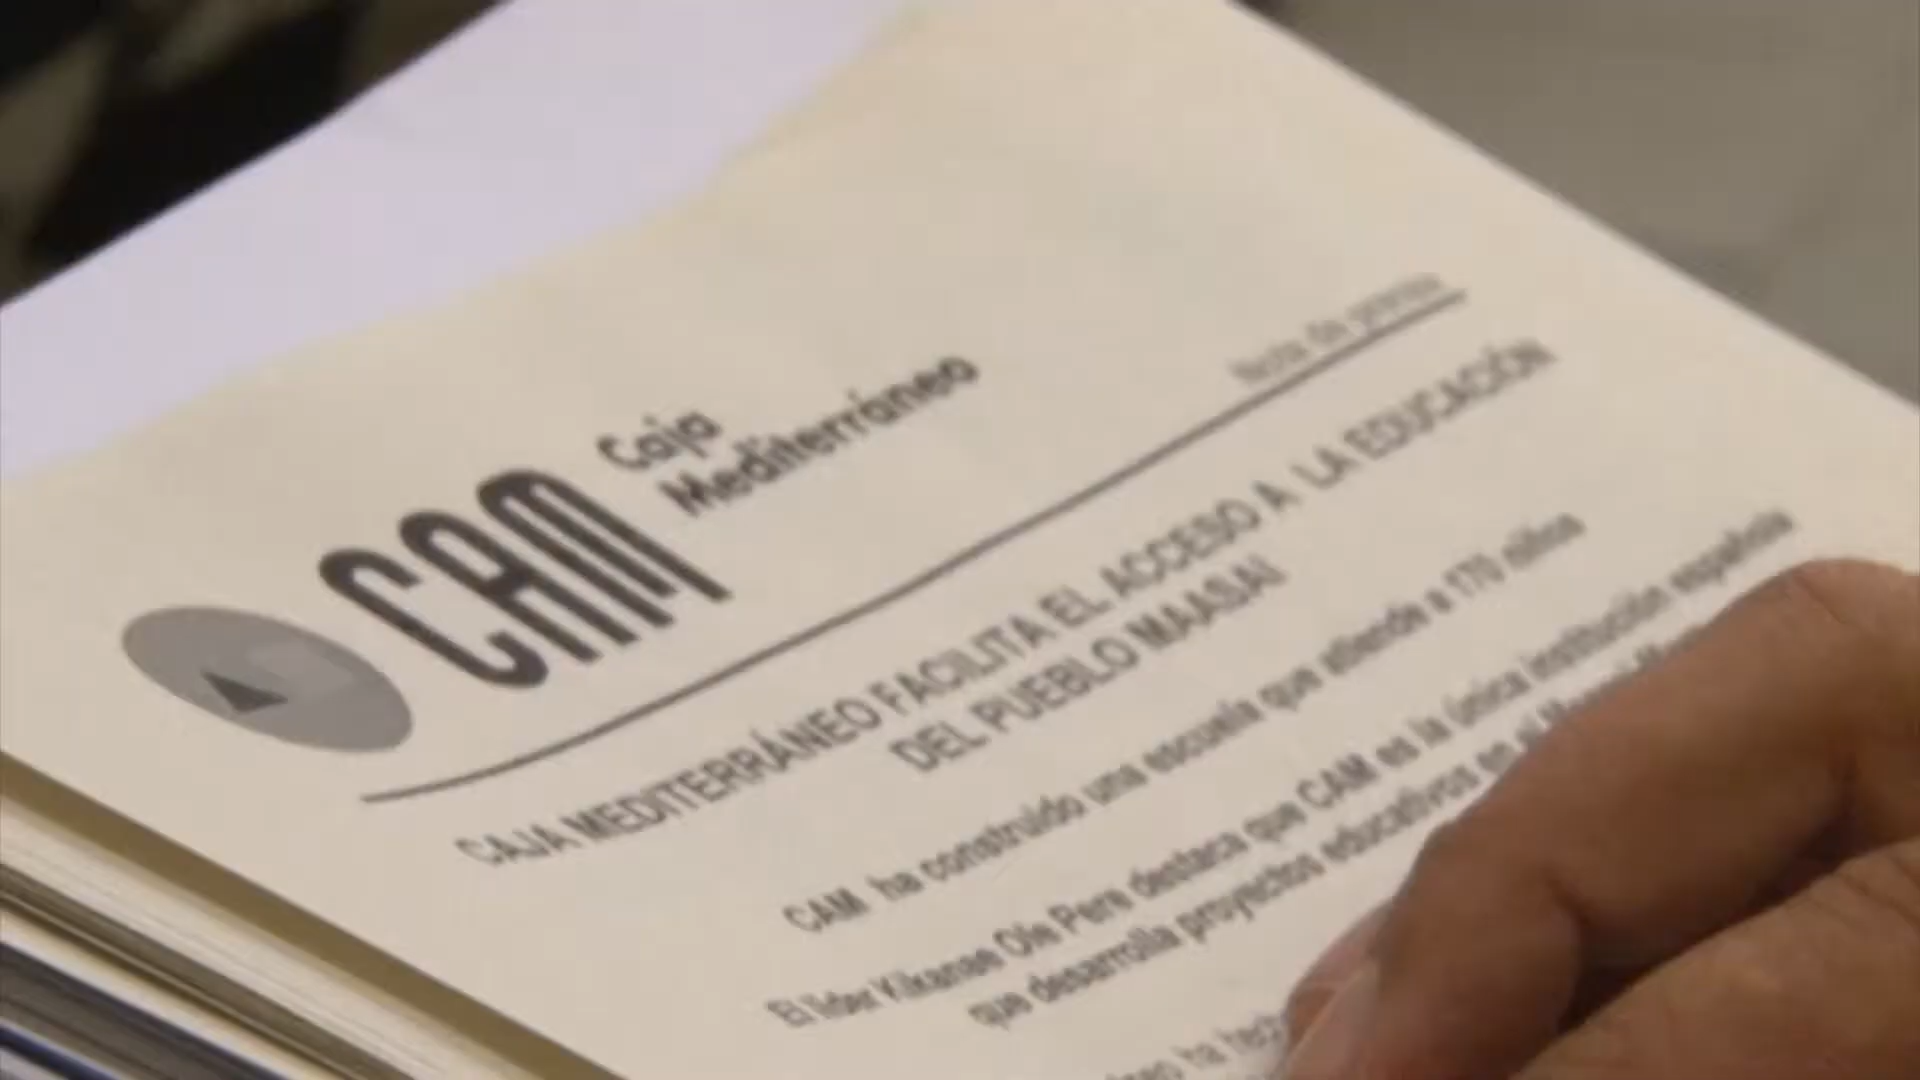 CAM Caja
Mediterráneo
Nota de prensa
CAJA MEDITERRÁNEO FACILITA EL ACCESO A LA EDUCACIÓN
DEL PUEBLO MAASAI
CAM ha construido una escuela que atiende a 170 niños
El líder Kikanae Ole Pere destaca que CAM es la única institución española
que desarrolla proyectos educativos en el
ha